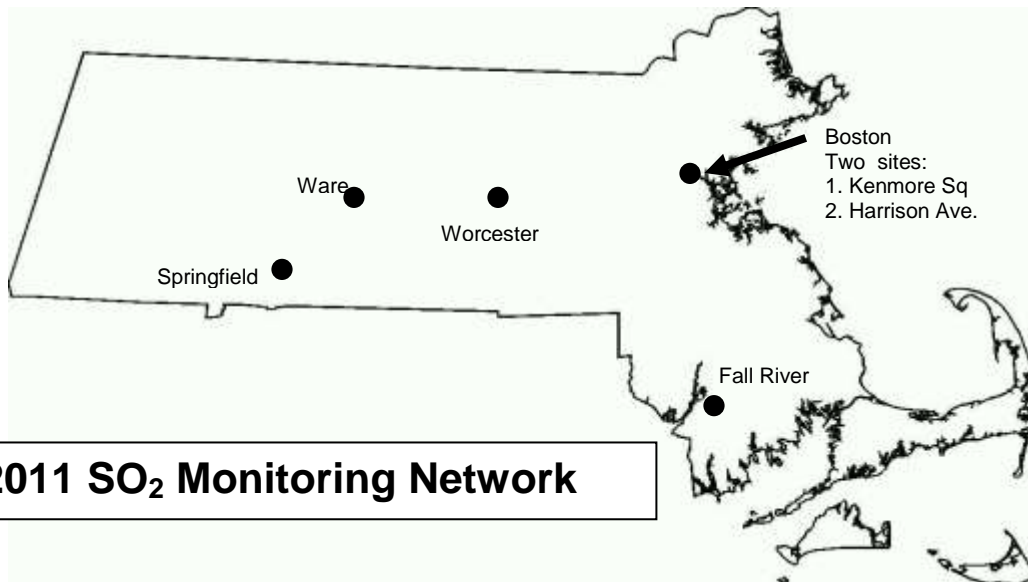 Boston
Two sites:
1. Kenmore Sq
2. Harrison Ave.
Ware
Worcester
Springfield
Fall River
2011 SO₂ Monitoring Network